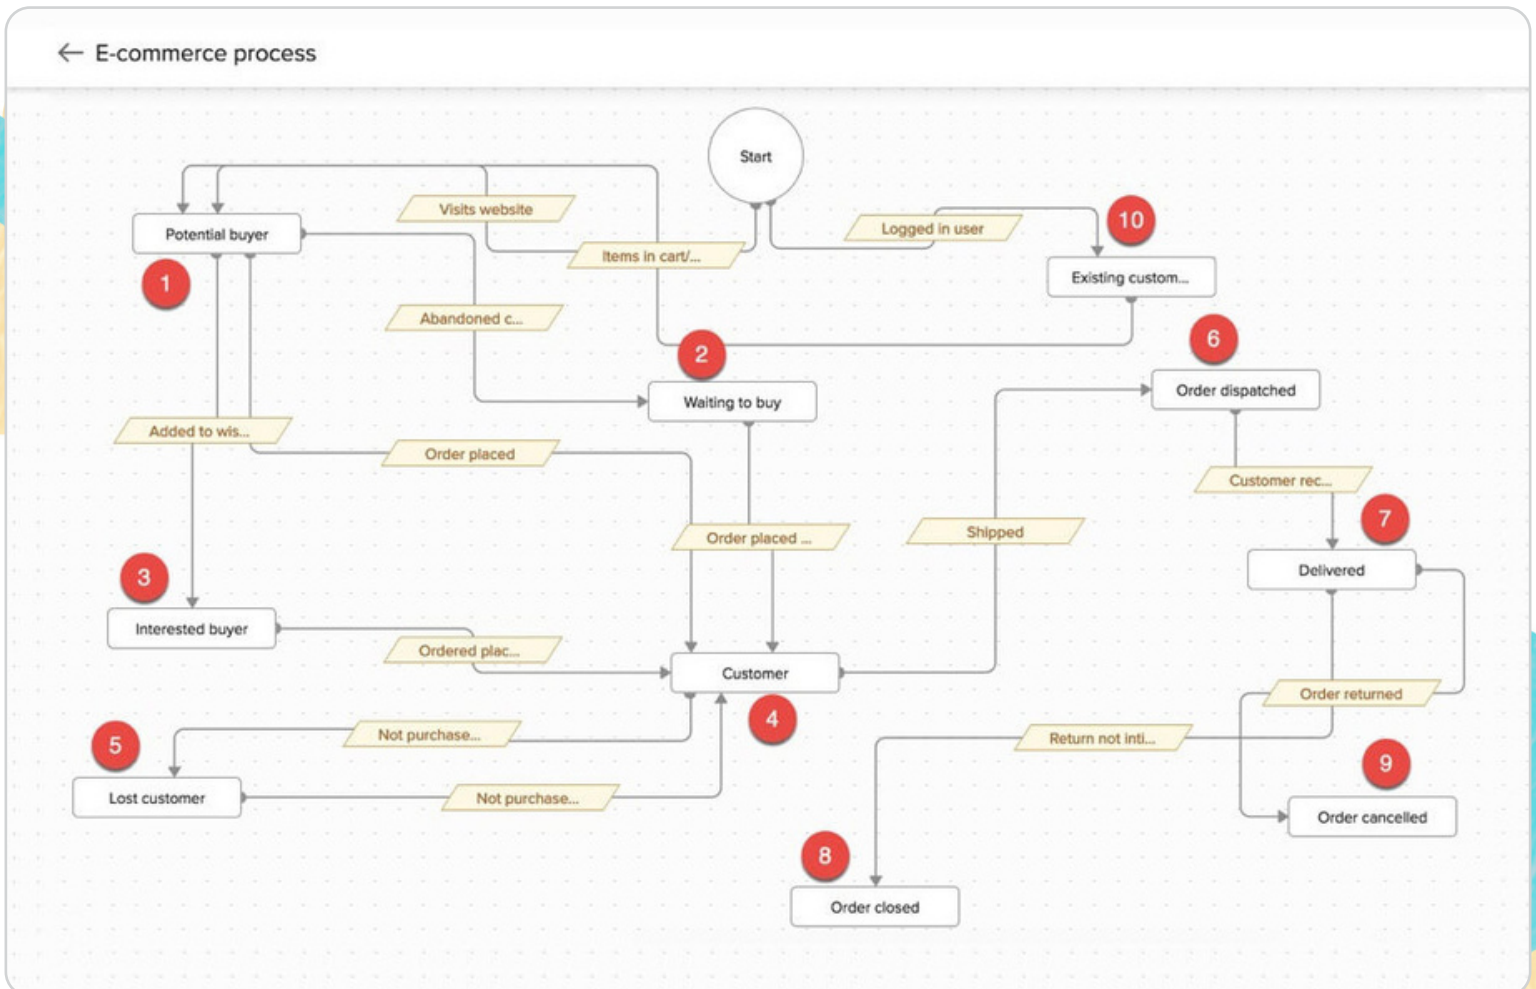 E-commerce process
Start
Visits website
Logged in user
10
Potential buyer
Items in cart/...
Existing custom...
1
Abandoned c...
6
2
Order dispatched
Waiting to buy
Added to wis...
Order placed
Customer rec...
7
Shipped
Order placed ...
Delivered
3
Interested buyer
Ordered plac...
Customer
Order returned
4
Not purchase...
Return not inti...
5
9
Lost customer
Not purchase...
Order cancelled
8
Order closed